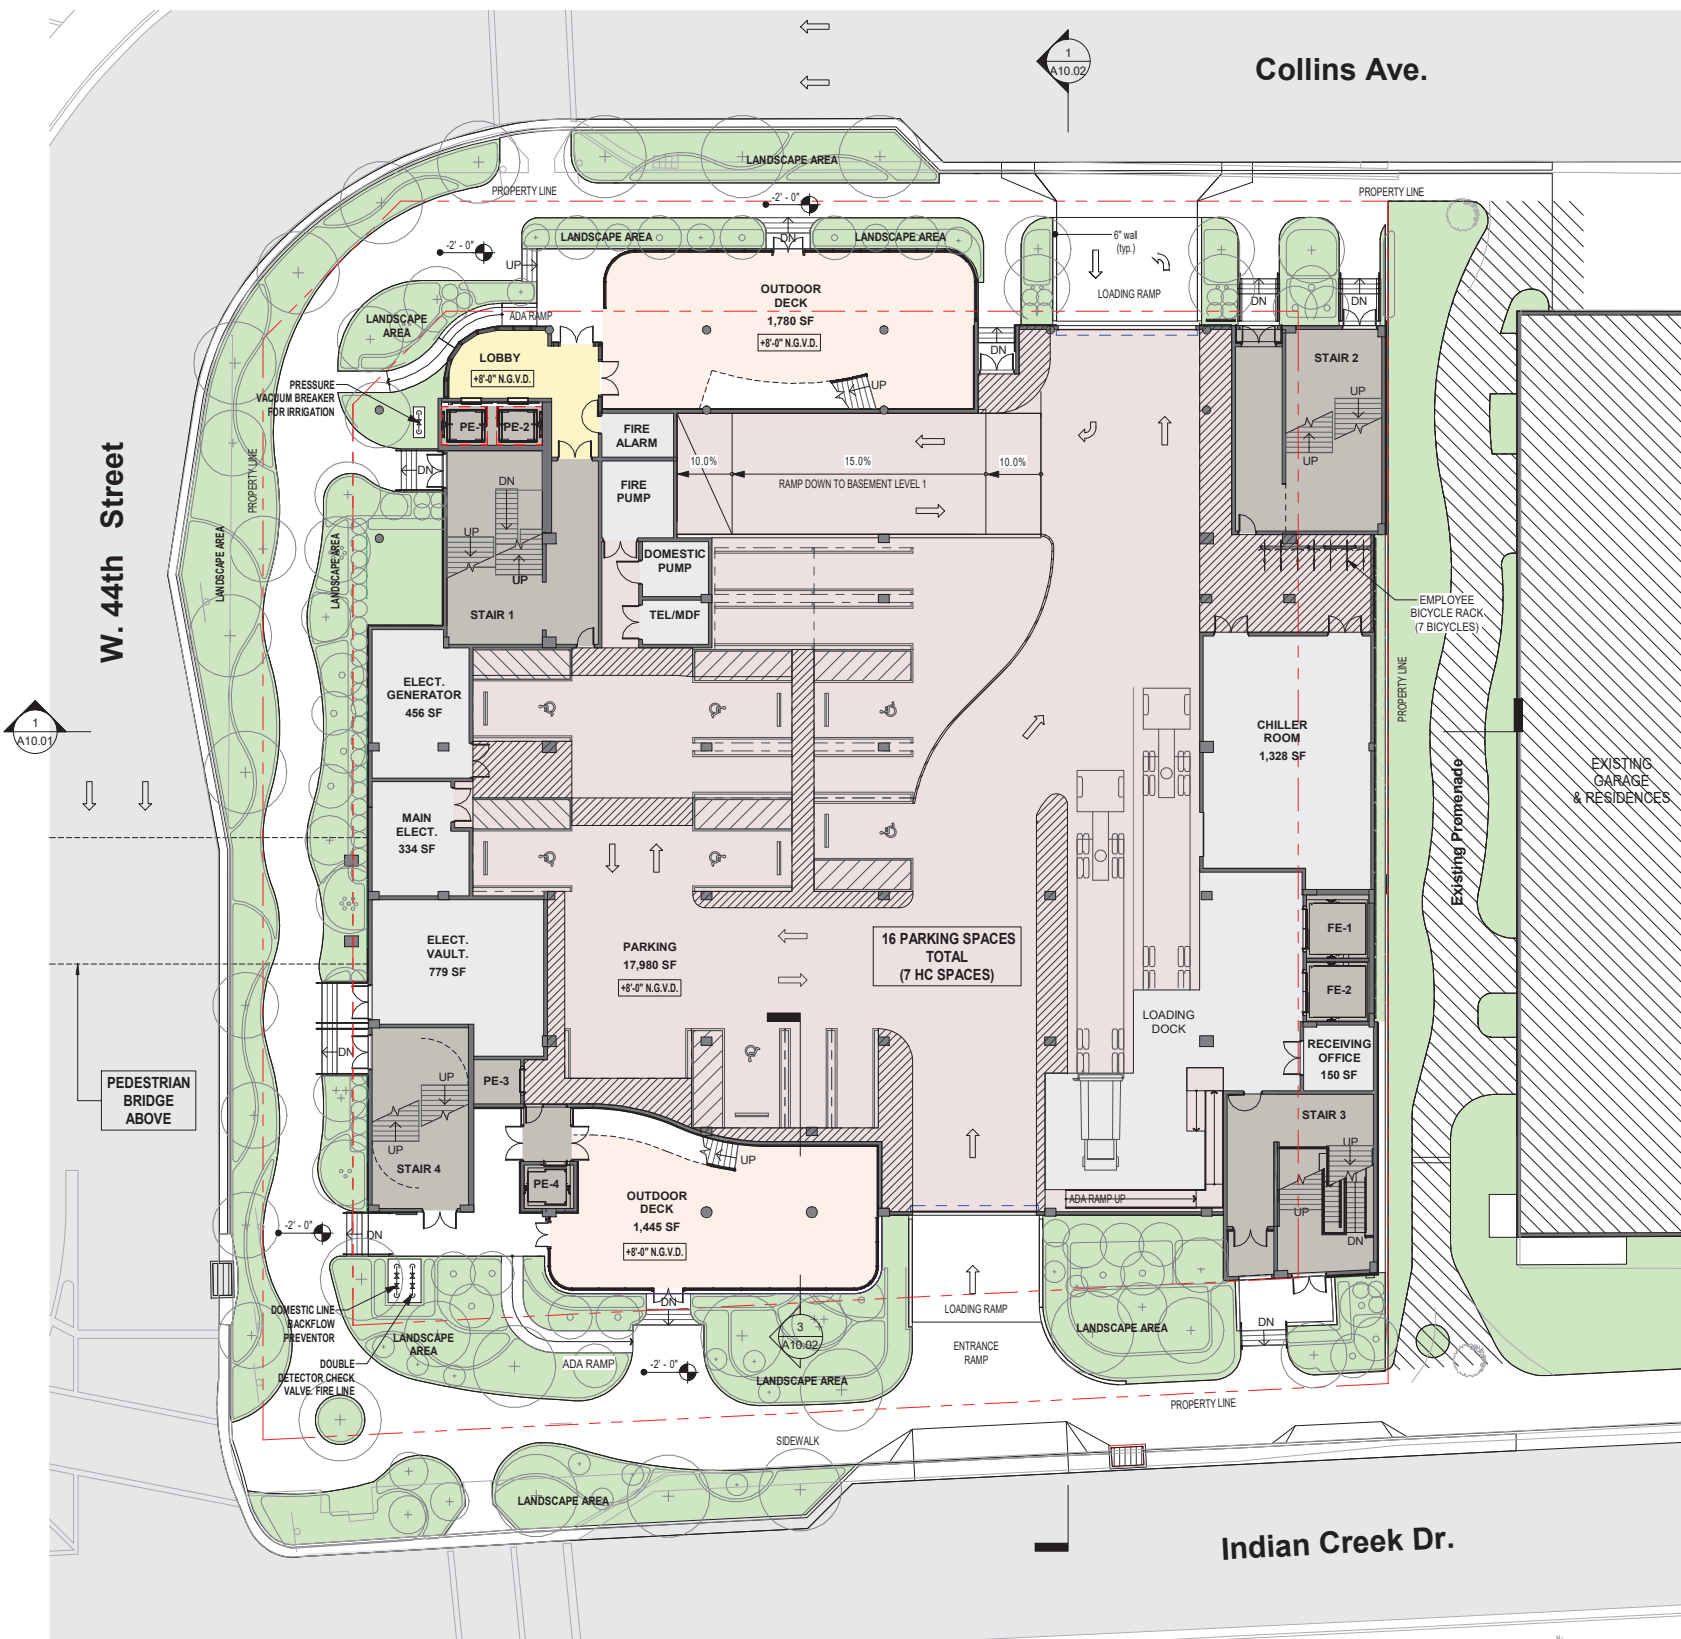 Collins Ave.
1
A10.02
LANDSCAPE AREA
PROPERTY LINE
PROPERTY LINE
-2' - 0"
-2' - 0"
LANDSCAPE AREA
DN
LANDSCAPE AREA
6" wall
(typ.)
UP
LOADING RAMP
DN
DN
OUTDOOR
DECK
1,780 SF
+8'-0" N.G.V.D.
ADA RAMP
LANDSCAPE
AREA
LOBBY
+8'-0" N.G.V.D.
DN
STAIR 2
UP
UP
UP
PRESSURE
VACUUM BREAKER
FOR IRRIGATION
PE-
PE-2
FIRE
ALARM
10.0%
15.0%
10.0%
RAMP DOWN TO BASEMENT LEVEL 1
FIRE
PUMP
DN
DN
UP
UP
STAIR 1
DOMESTIC
PUMP
TEL/MDF
W. 44th Street
PROPERTY LINE
LANDSCAPE AREA
LANDSCAPE AREA
EMPLOYEE
BICYCLE RACK
(7 BICYCLES)
PROPERTY LINE
ELECT.
GENERATOR
456 SF
1
A10.01
CHILLER
ROOM
1,328 SF
EXISTING
GARAGE
& RESIDENCES
Existing Promenade
MAIN
ELECT.
334 SF
ELECT.
VAULT.
779 SF
PARKING
17,980 SF
+8'-0" N.G.V.D.
16 PARKING SPACES
TOTAL
(7 HC SPACES)
FE-1
FE-2
LOADING
DOCK
RECEIVING
OFFICE
150 SF
DN
PEDESTRIAN
BRIDGE
ABOVE
PE-3
UP
UP
STAIR 4
STAIR 3
UP
UP
DN
UP
PE-4
OUTDOOR
DECK
1,445 SF
+8'-0" N.G.V.D.
ADA RAMP UP
-2' - 0"
DN
DOMESTIC LINE
BACKFLOW
PREVENTOR
LANDSCAPE
AREA
DOUBLE
DETECTOR CHECK
VALVE. FIRE LINE
DN
ADA RAMP
-2' - 0"
3
A10.02
LANDSCAPE AREA
LOADING RAMP
ENTRANCE
RAMP
LANDSCAPE AREA
DN
PROPERTY LINE
SIDEWALK
LANDSCAPE AREA
Indian Creek Dr.